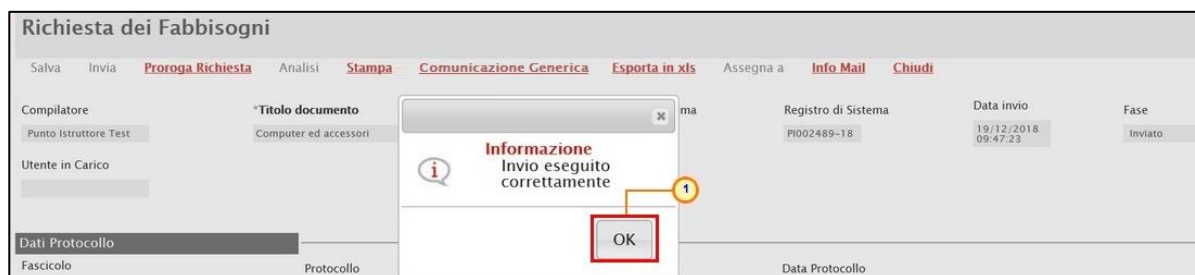 Richiesta dei Fabbisogni
Salva Invia Proroga Richiesta Analisi Stampa Comunicazione Generica Esporta in xls Assegna a Info Mail Chiudi
Compilatore *Titolo documento ma Registro di Sistema Data invio Fase
Punto Istruttore Test Computer ed accessori PI002489-18 19/12/2018 Inviato
09:47:23
Utente in Carico
Informazione
Invio eseguito
correttamente
1
OK
Dati Protocollo
Fascicolo Protocollo Data Protocollo